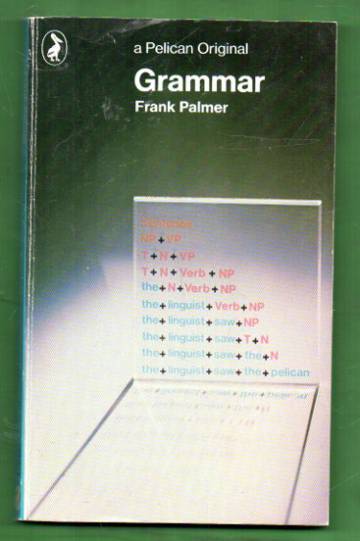 a Pelican Original
Grammar
Frank Palmer
Sentence
NP+VP
T+N+VP
T+N+Verb+NP
the+N+Verb+NP
the+linguist+Verb+NP
the+linguist+saw+NP
the+linguist+saw+T+N
the+linguist+saw+the+N
the+linguist+saw+the+pelican